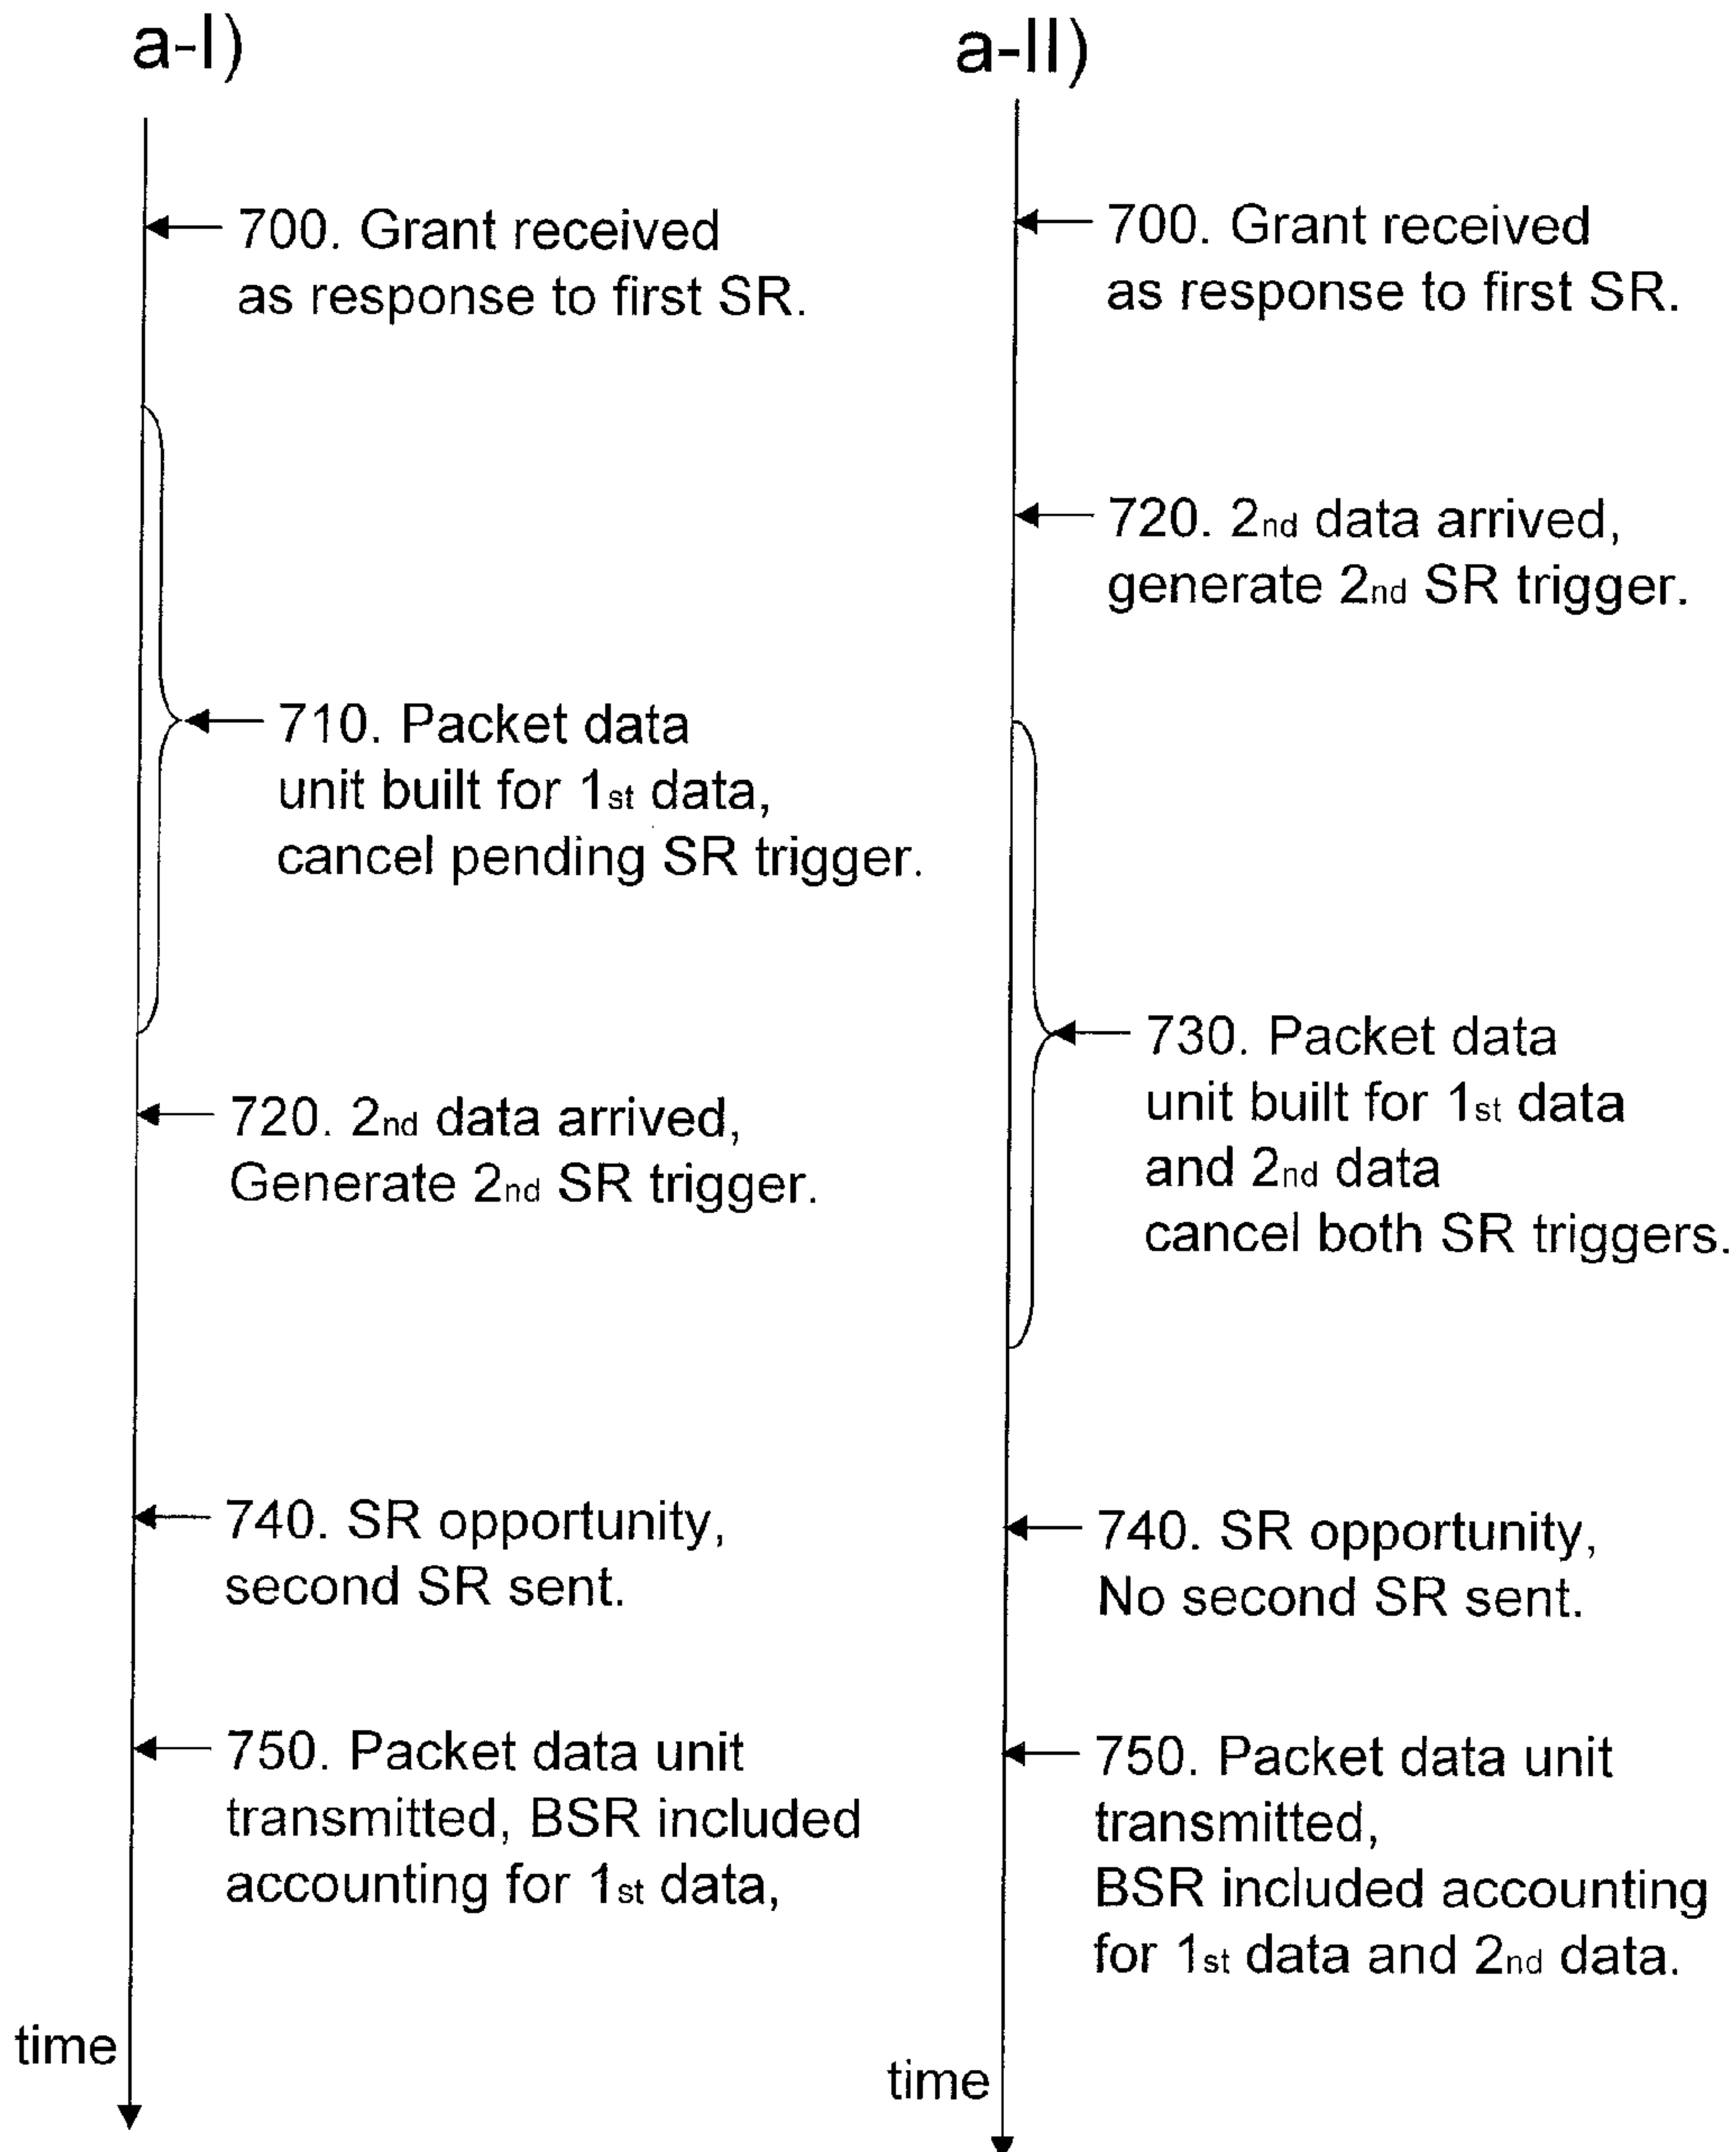 a-I)
700. Grant received
as response to first SR.
710. Packet data
unit built for 1st data,
cancel pending SR trigger.
720. 2nd data arrived,
Generate 2nd SR trigger.
740. SR opportunity,
second SR sent.
750. Packet data unit
transmitted, BSR included
accounting for 1st data,
time
a-II)
700. Grant received
as response to first SR.
720. 2nd data arrived,
generate 2nd SR trigger.
730. Packet data
unit built for 1st data
and 2nd data
cancel both SR triggers.
740. SR opportunity,
No second SR sent.
750. Packet data unit
transmitted,
BSR included accounting
for 1st data and 2nd data.
time